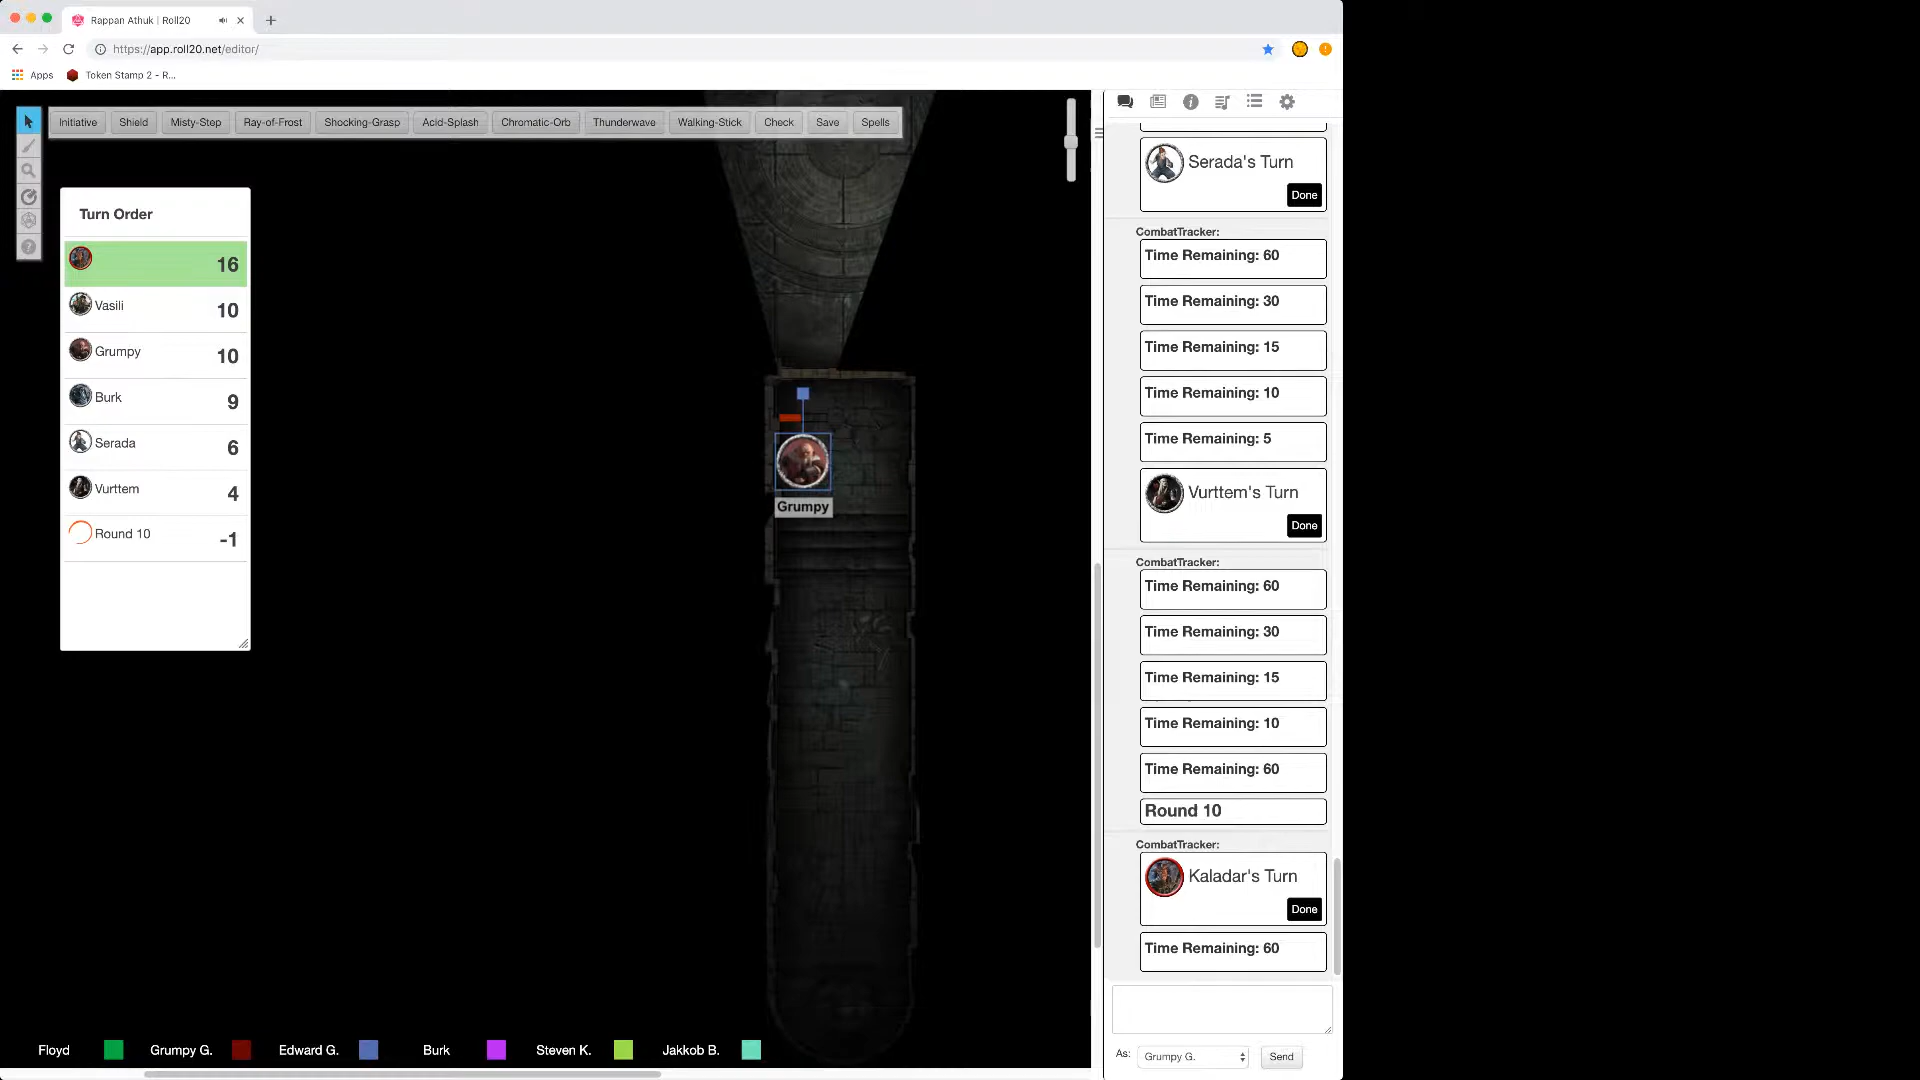 Rappan Athuk | Roll20
https://app.roll20.net/editor/
Apps
Token Stamp 2 - R...
Initiative
Shield
Misty-Step
Ray-of-Frost
Shocking-Grasp
Acid-Splash
Chromatic-Orb
Thunderwave
Walking-Stick
Check
Save
Spells
Turn Order
16
Vasili 10
Grumpy 10
Burk 9
Serada 6
Vurttem 4
Round 10 -1
Grumpy
Serada's Turn
Done
CombatTracker:
Time Remaining: 60
Time Remaining: 30
Time Remaining: 15
Time Remaining: 10
Time Remaining: 5
Vurttem's Turn
Done
CombatTracker:
Time Remaining: 60
Time Remaining: 30
Time Remaining: 15
Time Remaining: 10
Time Remaining: 60
Round 10
CombatTracker:
Kaladar's Turn
Done
Time Remaining: 60
As: Grumpy G. Send
Floyd
Grumpy G.
Edward G.
Burk
Steven K.
Jakkob B.